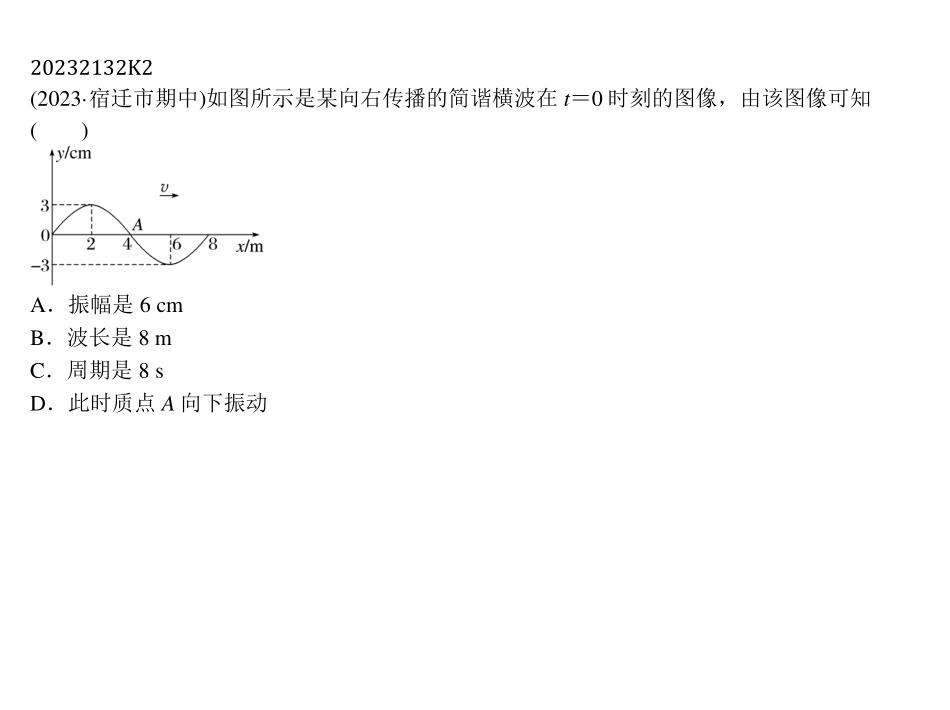 20232132K2
(2023·宿迁市期中)如图所示是某向右传播的简谐横波在 t＝0 时刻的图像，由该图像可知
(　　)
y/cm
v
3
A
0
2 4 6 8 x/m
−3
A．振幅是 6 cm
B．波长是 8 m
C．周期是 8 s
D．此时质点 A 向下振动